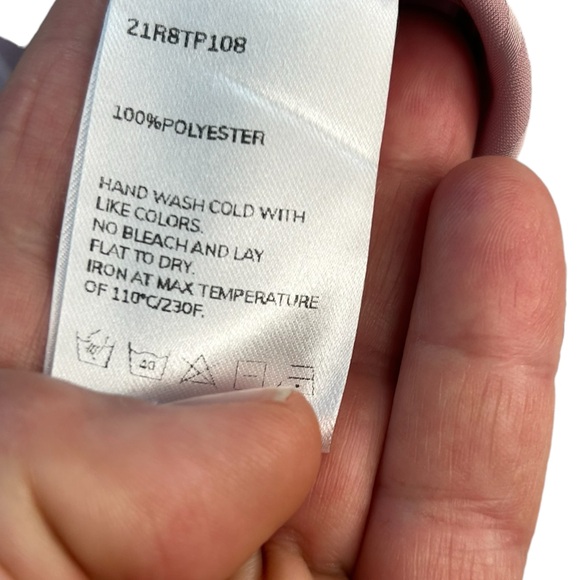 21R8TP108
100%POLYESTER
HAND WASH COLD WITH
LIKE COLORS.
NO BLEACH AND LAY
FLAT TO DRY.
IRON AT MAX TEMPERATURE
OF 110°C/230F.
40